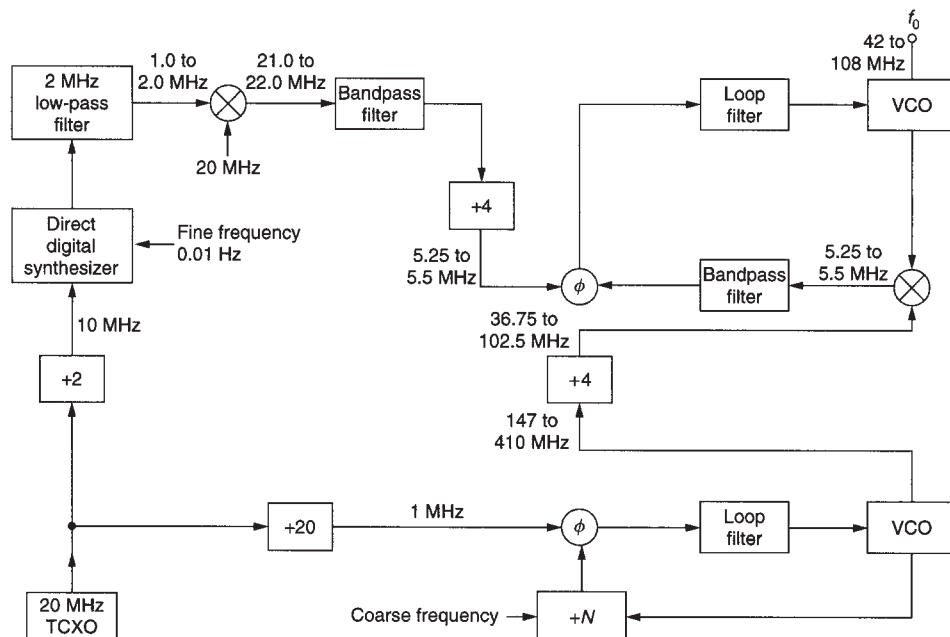 f0
42 to
108 MHz
1.0 to
2.0 MHz
21.0 to
22.0 MHz
2 MHz
low-pass
filter
Bandpass
filter
Loop
filter
VCO
20 MHz
+4
Direct
digital
synthesizer
Fine frequency
0.01 Hz
5.25 to
5.5 MHz
ϕ
Bandpass
filter
5.25 to
5.5 MHz
10 MHz
36.75 to
102.5 MHz
+2
+4
147 to
410 MHz
+20
1 MHz
ϕ
Loop
filter
VCO
20 MHz
TCXO
Coarse frequency
+N